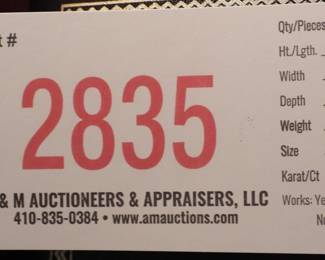 t #
2835
& M AUCTIONEERS & APPRAISERS, LLC
410-835-0384 • www.amauctions.com
Qty/Pieces
Ht./Lgth.
Width
Depth
Weight
Size
Karat/Ct
Works: Ye
No